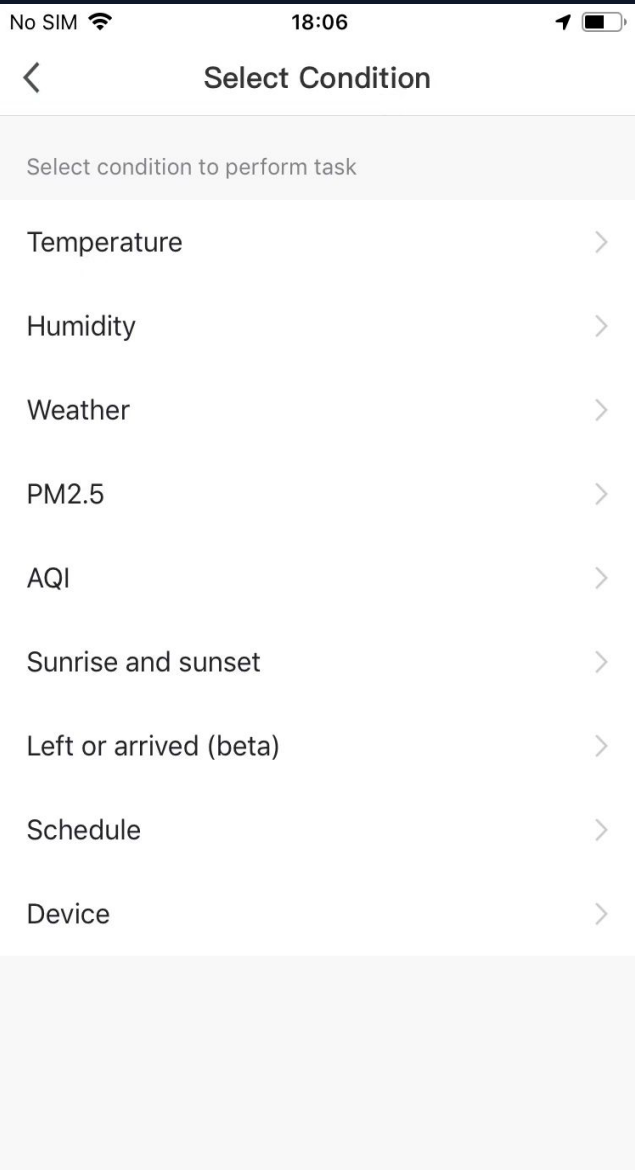 No SIM 18:06
Select Condition
Select condition to perform task
Temperature
Humidity
Weather
PM2.5
AQI
Sunrise and sunset
Left or arrived (beta)
Schedule
Device